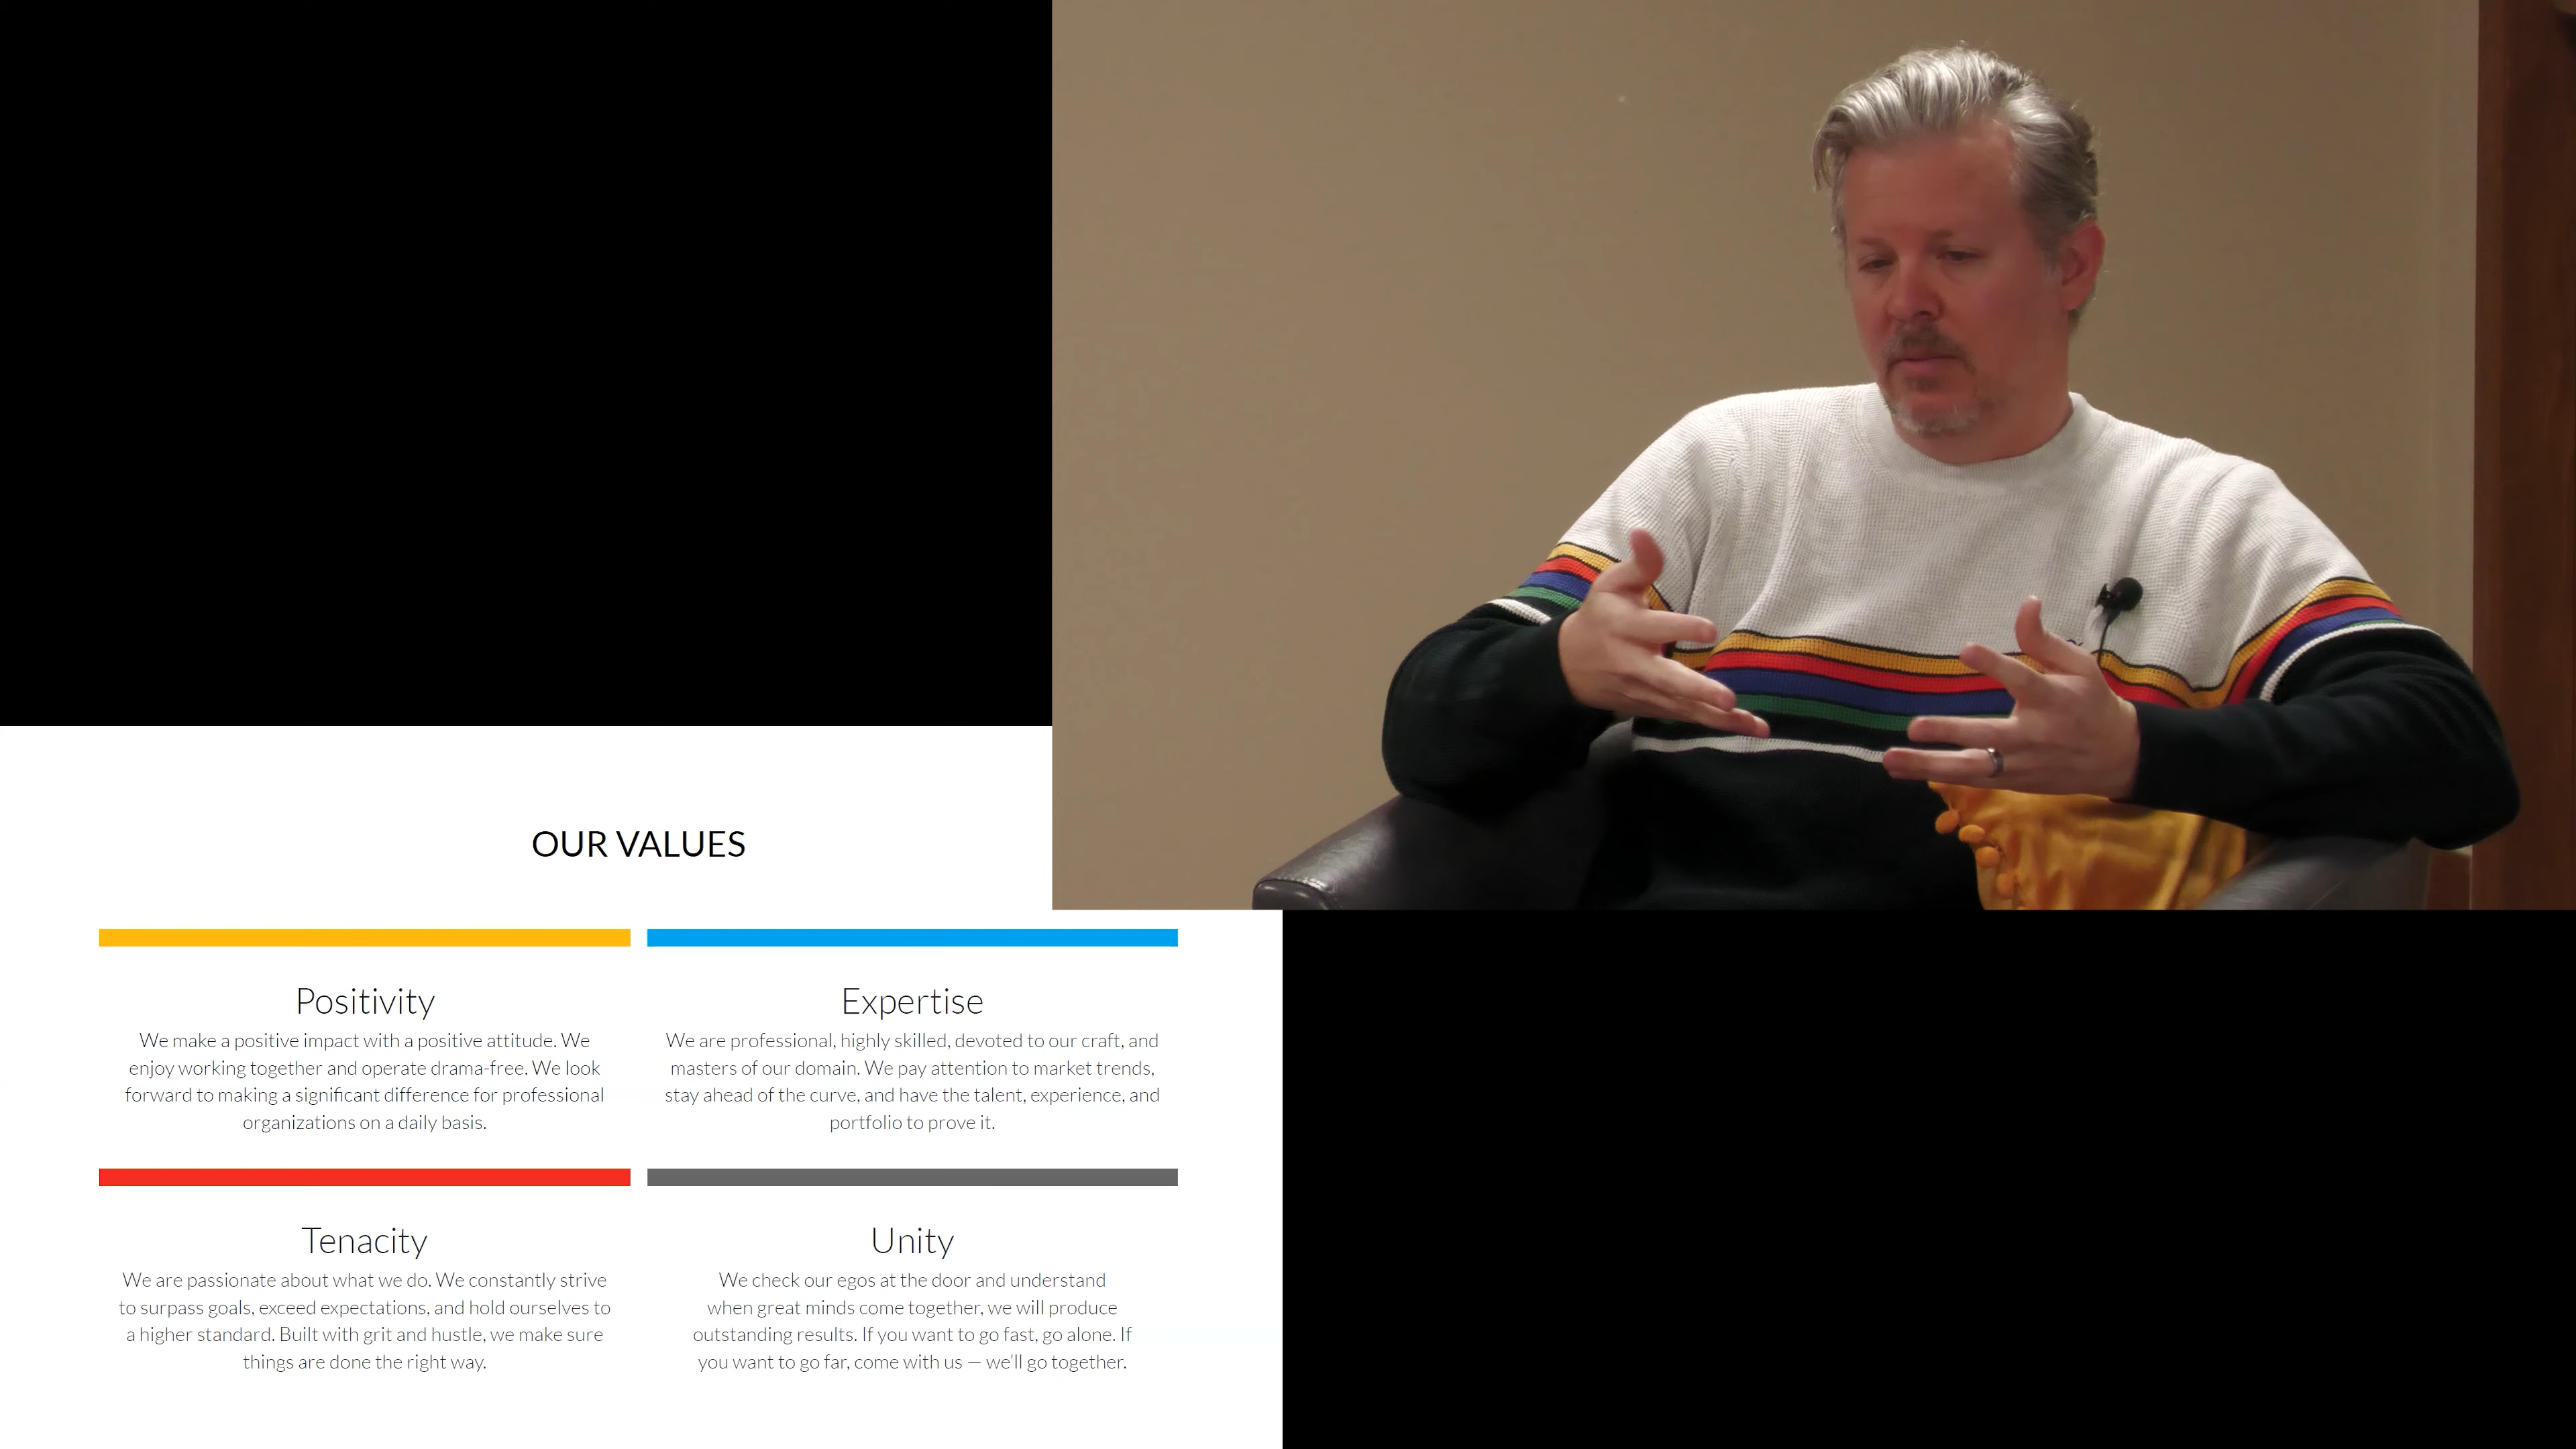 OUR VALUES
Positivity
We make a positive impact with a positive attitude. We
enjoy working together and operate drama-free. We look
forward to making a significant difference for professional
organizations on a daily basis.
Expertise
We are professional, highly skilled, devoted to our craft, and
masters of our domain. We pay attention to market trends,
stay ahead of the curve, and have the talent, experience, and
portfolio to prove it.
Tenacity
We are passionate about what we do. We constantly strive
to surpass goals, exceed expectations, and hold ourselves to
a higher standard. Built with grit and hustle, we make sure
things are done the right way.
Unity
We check our egos at the door and understand
when great minds come together, we will produce
outstanding results. If you want to go fast, go alone. If
you want to go far, come with us — we'll go together.